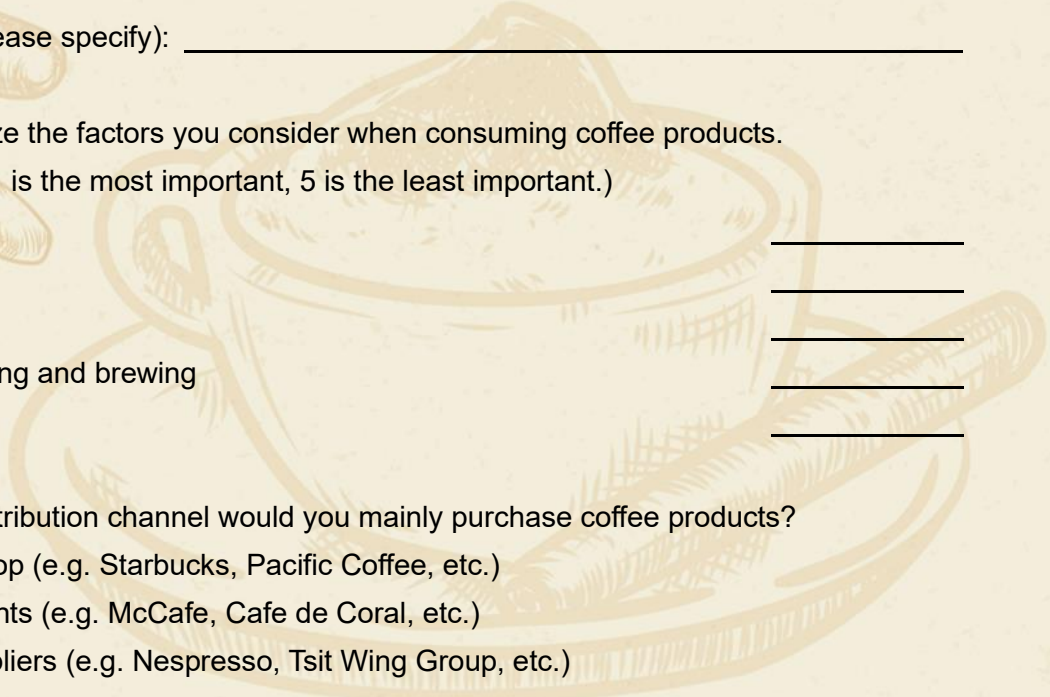 ease specify):
ze the factors you consider when consuming coffee products.
is the most important, 5 is the least important.)
ng and brewing
tribution channel would you mainly purchase coffee products?
op (e.g. Starbucks, Pacific Coffee, etc.)
nts (e.g. McCafe, Cafe de Coral, etc.)
liers (e.g. Nespresso, Tsit Wing Group, etc.)